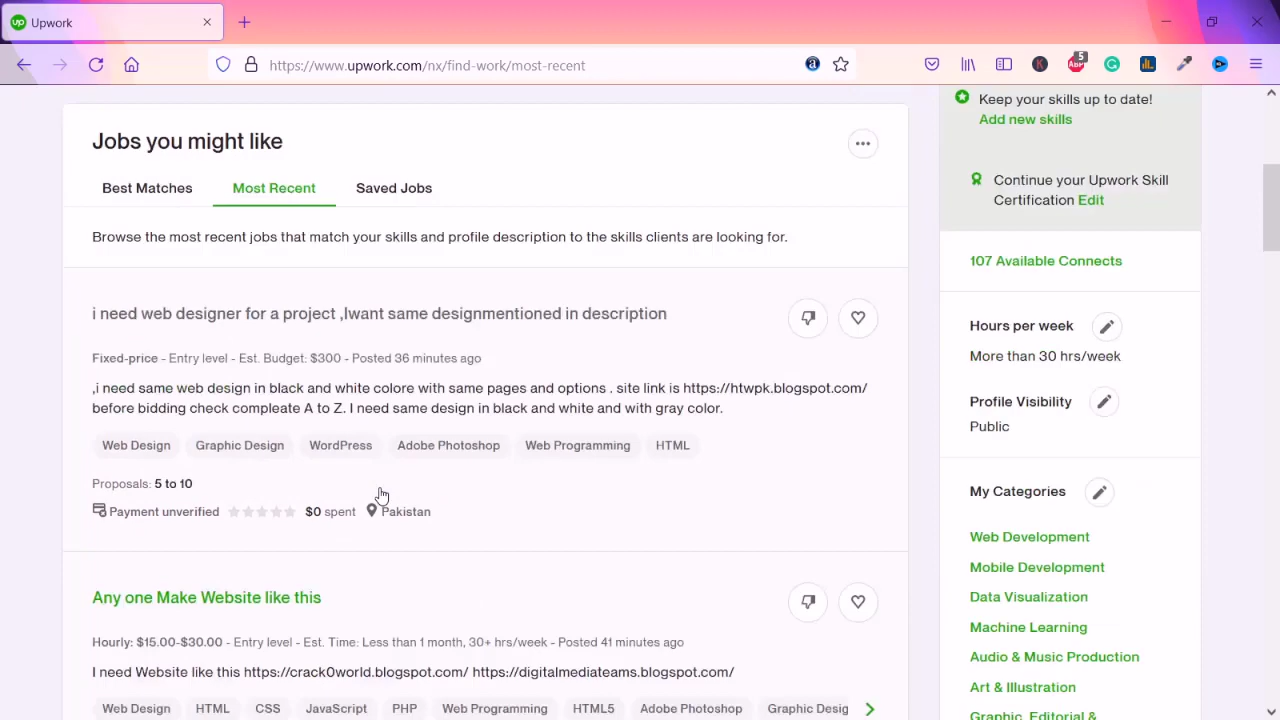 Upwork
https://www.upwork.com/nx/find-work/most-recent
5
Jobs you might like
Best Matches
Most Recent
Saved Jobs
Browse the most recent jobs that match your skills and profile description to the skills clients are looking for.
i need web designer for a project ,Iwant same designmentioned in description
Fixed-price - Entry level - Est. Budget: $300 - Posted 36 minutes ago
,i need same web design in black and white colore with same pages and options . site link is https://htwpk.blogspot.com/
before bidding check compleate A to Z. I need same design in black and white and with gray color.
Web Design Graphic Design WordPress Adobe Photoshop Web Programming HTML
Proposals: 5 to 10
Payment unverified $0 spent Pakistan
Any one Make Website like this
Hourly: $15.00-$30.00 - Entry level - Est. Time: Less than 1 month, 30+ hrs/week - Posted 41 minutes ago
I need Website like this https://crack0world.blogspot.com/ https://digitalmediateams.blogspot.com/
Web Design HTML CSS JavaScript PHP Web Programming HTML5 Adobe Photoshop Graphic Desig
Keep your skills up to date!
Add new skills
Continue your Upwork Skill
Certification Edit
107 Available Connects
Hours per week
More than 30 hrs/week
Profile Visibility
Public
My Categories
Web Development
Mobile Development
Data Visualization
Machine Learning
Audio & Music Production
Art & Illustration
Graphic, Editorial &